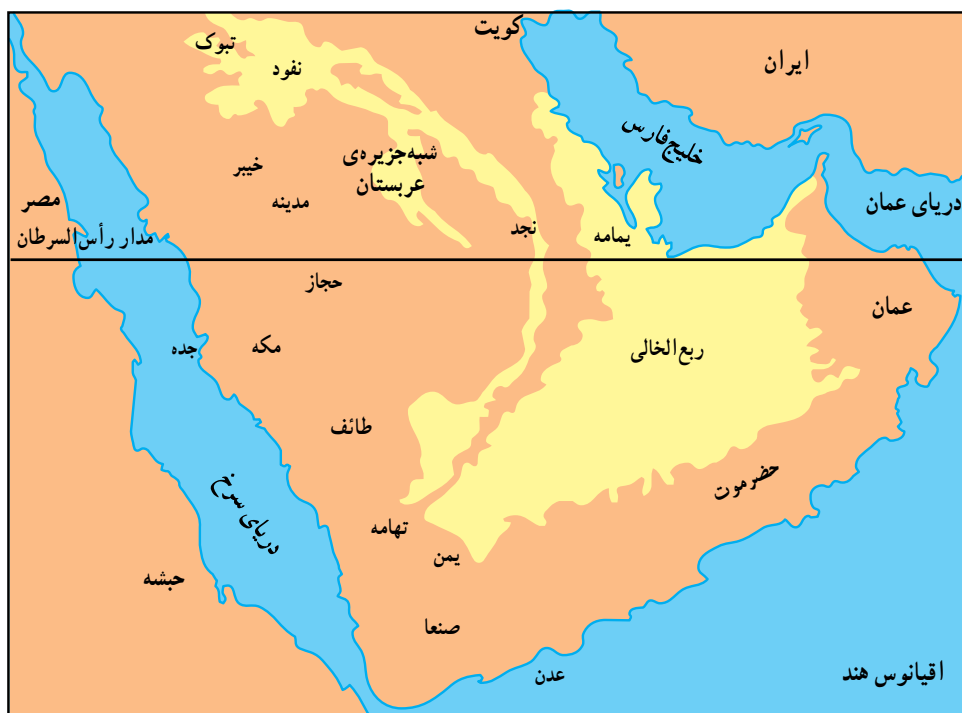 کویت
ایران
تبوک
نفود
خلیج فارس
شبه‌جزیره‌ی
عربستان
خیبر
مدینه
مصر
دریای عمان
نجد
یمامه
مدار رأس‌السرطان
حجاز
عمان
مکه
جده
ربع‌الخالی
طائف
حضرموت
دریای سرخ
تهامه
یمن
حبشه
صنعا
عدن
اقیانوس هند